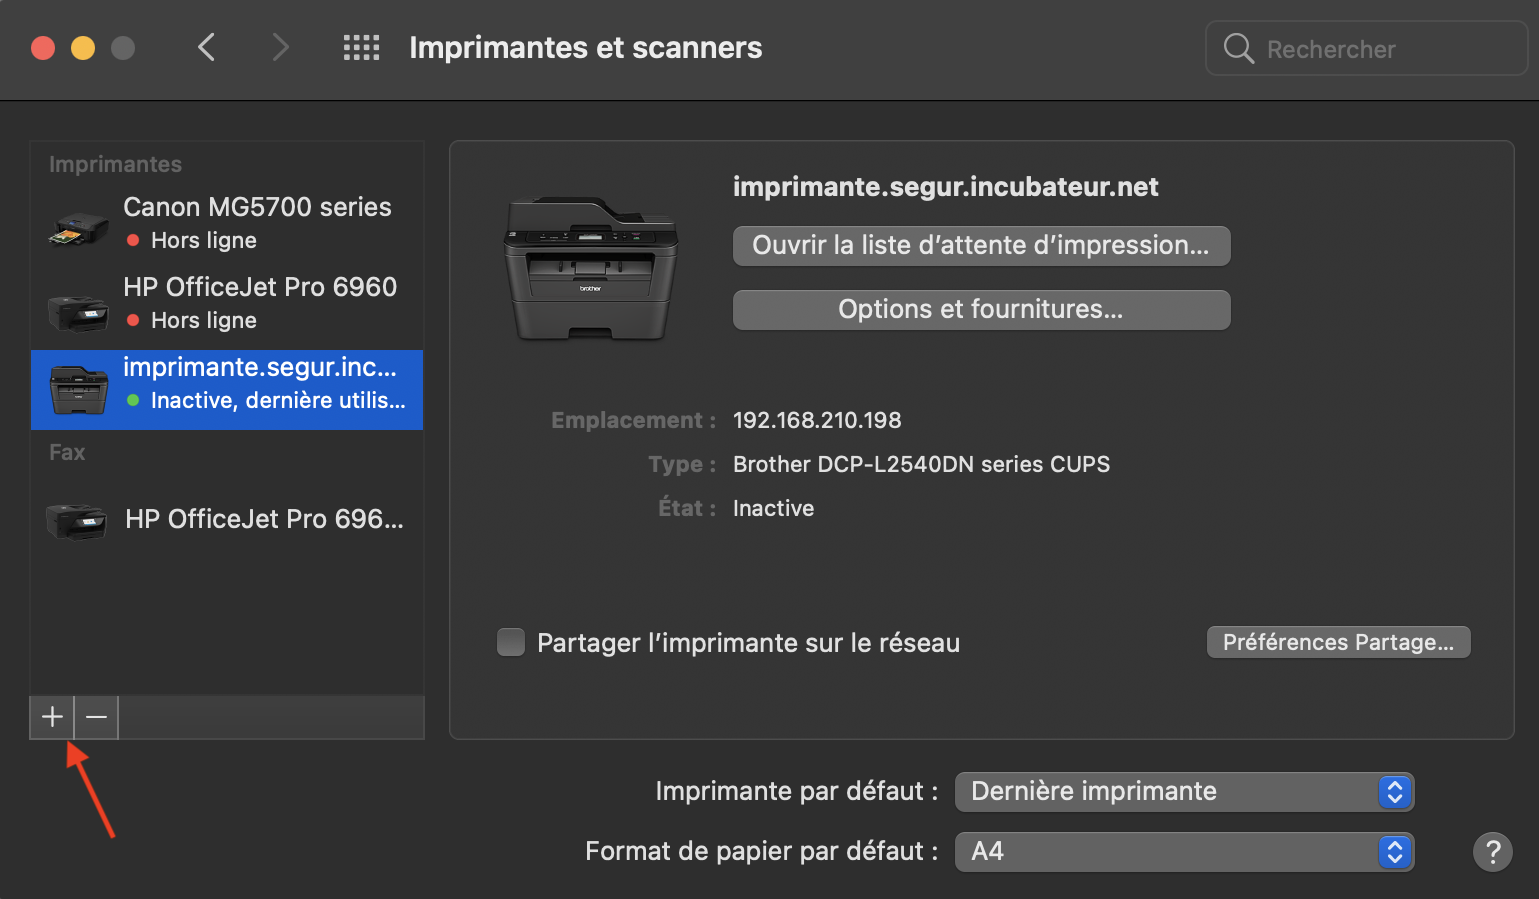 Imprimantes et scanners
Rechercher
Imprimantes
Canon MG5700 series
Hors ligne
HP OfficeJet Pro 6960
Hors ligne
imprimante.segur.inc...
Inactive, dernière utilis...
Fax
HP OfficeJet Pro 696...
imprimante.segur.incubateur.net
Ouvrir la liste d’attente d’impression...
Options et fournitures...
brother
Emplacement : 192.168.210.198
Type : Brother DCP-L2540DN series CUPS
État : Inactive
Partager l’imprimante sur le réseau
Préférences Partage...
Imprimante par défaut : Dernière imprimante
Format de papier par défaut : A4
?